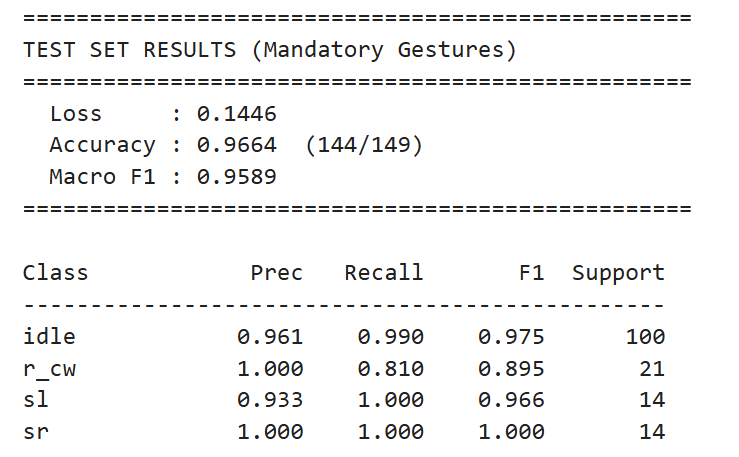 ==================================================
TEST SET RESULTS (Mandatory Gestures)
==================================================
  Loss     : 0.1446
  Accuracy : 0.9664  (144/149)
  Macro F1 : 0.9589
==================================================

Class            Prec   Recall       F1  Support
------------------------------------------------
idle            0.961    0.990    0.975      100
r_cw            1.000    0.810    0.895       21
sl              0.933    1.000    0.966       14
sr              1.000    1.000    1.000       14